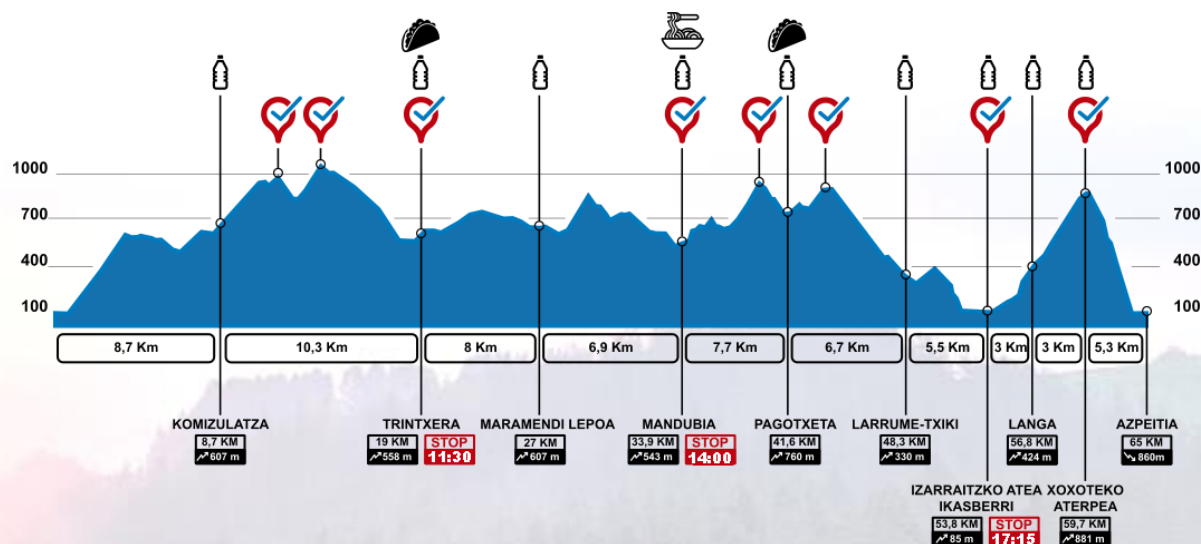 1000
1000
700
700
400
400
100
100
8,7 Km
10,3 Km
8 Km
6,9 Km
7,7 Km
6,7 Km
5,5 Km
3 Km
3 Km
5,3 Km
KOMIZULATZA
8,7 KM
607 m
TRINTXERA
19 KM
558 m
STOP
11:30
MARAMENDI LEPOA
27 KM
607 m
MANDUBIA
33,9 KM
543 m
STOP
14:00
PAGOTXETA
41,6 KM
760 m
LARRUME-TXIKI
48,3 KM
330 m
IZARRAITZKO ATEA
IKASBERRI
53,8 KM
85 m
STOP
17:15
LANGA
56,8 KM
424 m
XOXOTEKO
ATERPEA
59,7 KM
881 m
AZPEITIA
65 KM
860m